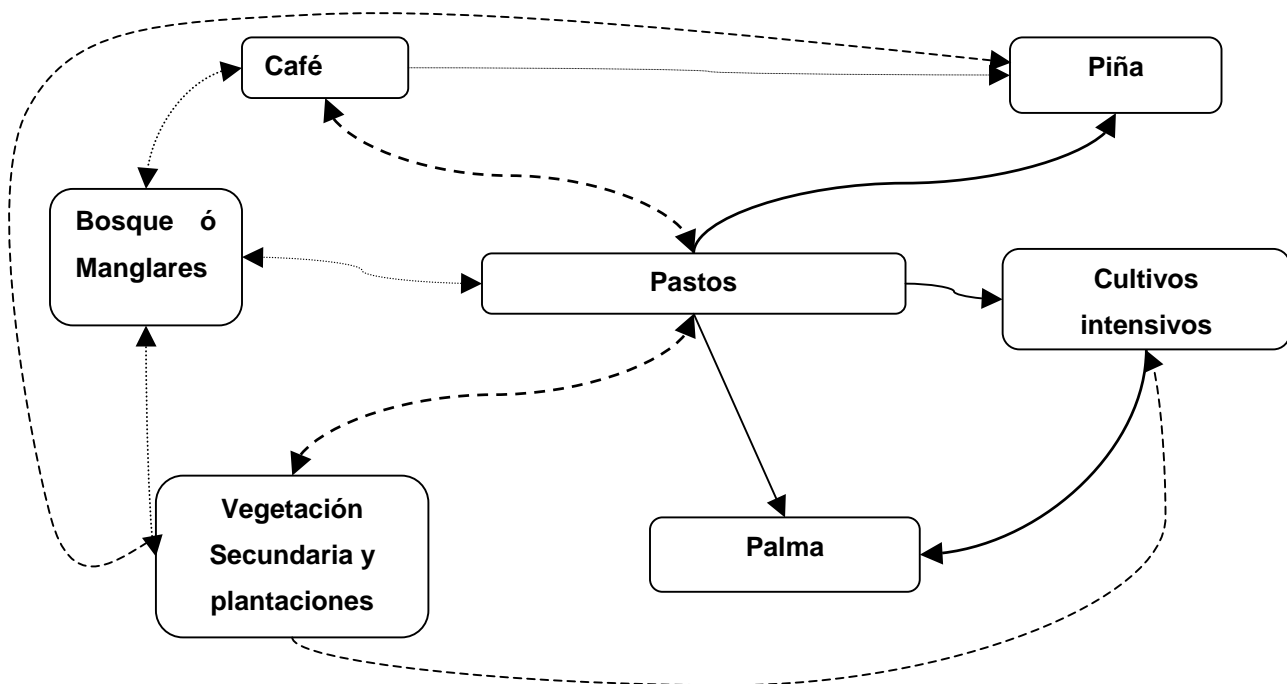 Café
Piña
Bosque ó
Manglares
Pastos
Cultivos
intensivos
Vegetación
Secundaria y
plantaciones
Palma